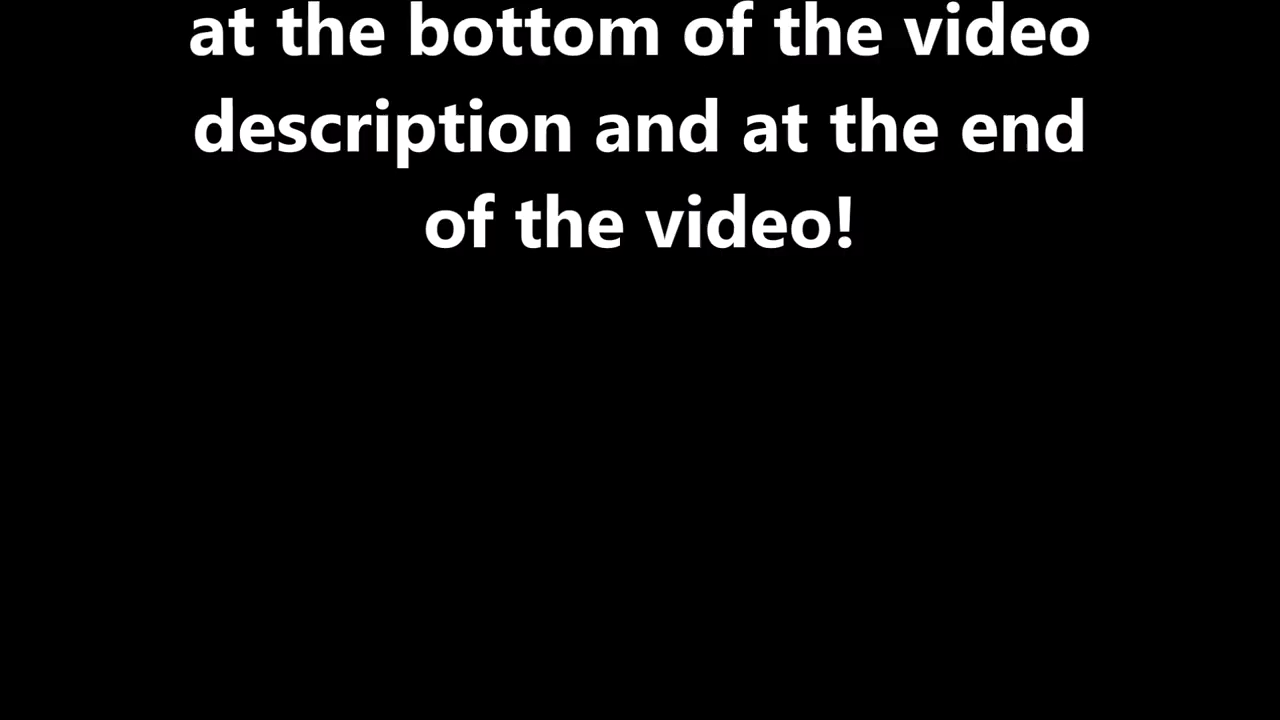 at the bottom of the video
description and at the end
of the video!